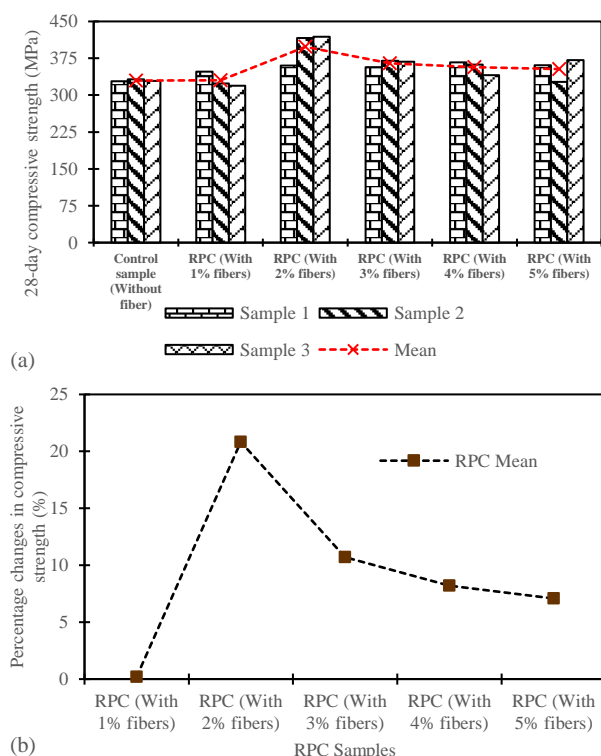 28-day compressive strength (MPa)
450
375
300
225
150
75
0
Control
sample
(Without
fiber)
RPC (With
1% fibers)
RPC (With
2% fibers)
RPC (With
3% fibers)
RPC (With
4% fibers)
RPC (With
5% fibers)
Sample 1
Sample 2
Sample 3
Mean
(a)
Percentage changes in compressive
strength (%)
25
20
15
10
5
0
RPC Mean
RPC (With
1% fibers)
RPC (With
2% fibers)
RPC (With
3% fibers)
RPC (With
4% fibers)
RPC (With
5% fibers)
RPC Samples
(b)